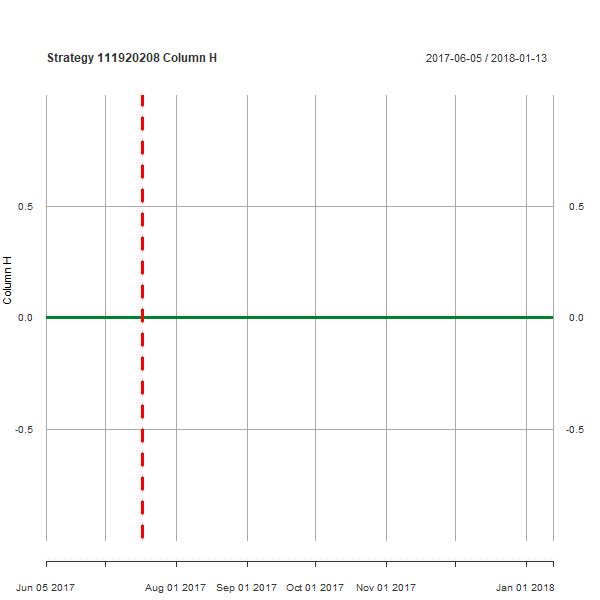 Strategy 111920208 Column H
2017-06-05 / 2018-01-13
0.5
0.5
Column H
0.0
0.0
-0.5
-0.5
Jun 05 2017
Aug 01 2017
Sep 01 2017
Oct 01 2017
Nov 01 2017
Jan 01 2018